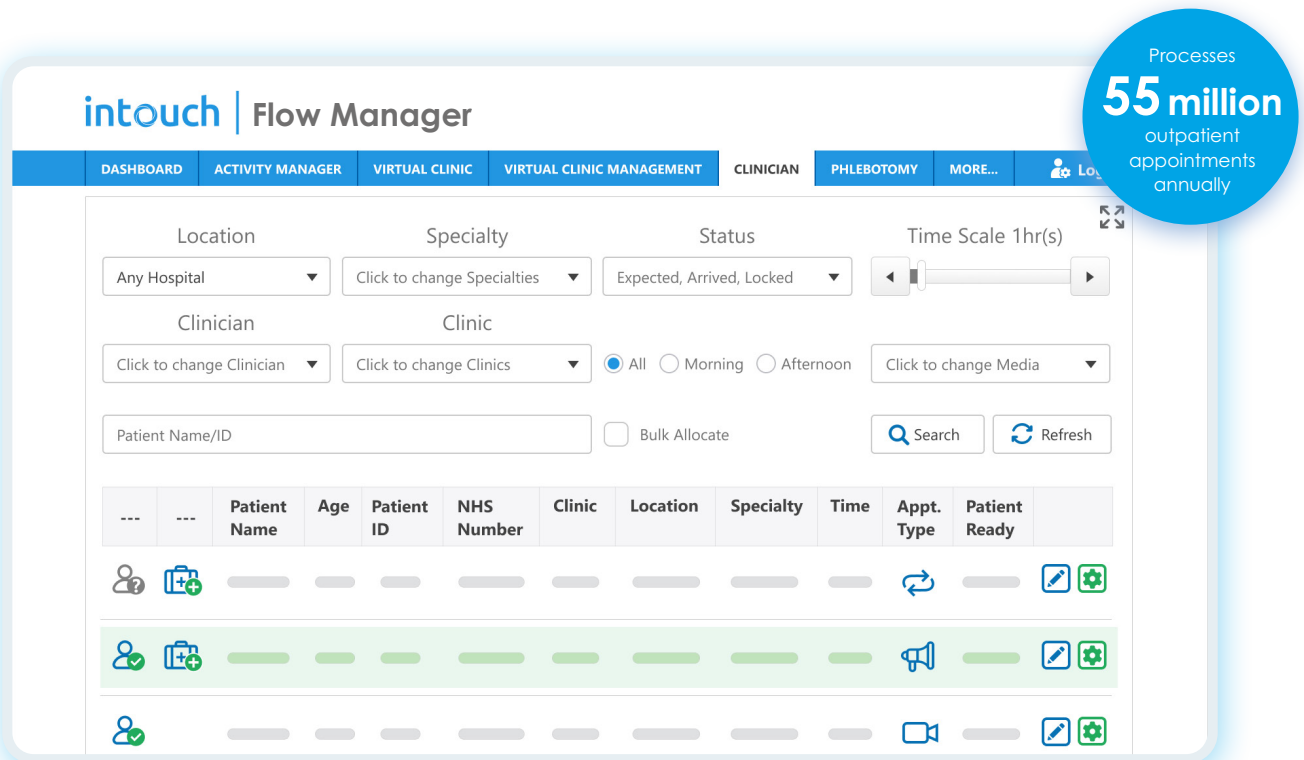 Processes
55 million
outpatient
appointments
annually
intouch | Flow Manager
DASHBOARD ACTIVITY MANAGER VIRTUAL CLINIC VIRTUAL CLINIC MANAGEMENT CLINICIAN PHLEBOTOMY MORE...
Location Specialty Status Time Scale 1hr(s)
Any Hospital Click to change Specialties Expected, Arrived, Locked
Clinician Clinic
Click to change Clinician Click to change Clinics All Morning Afternoon Click to change Media
Patient Name/ID Bulk Allocate Search Refresh
--- --- Patient Name Age Patient ID NHS Number Clinic Location Specialty Time Appt. Type Patient Ready